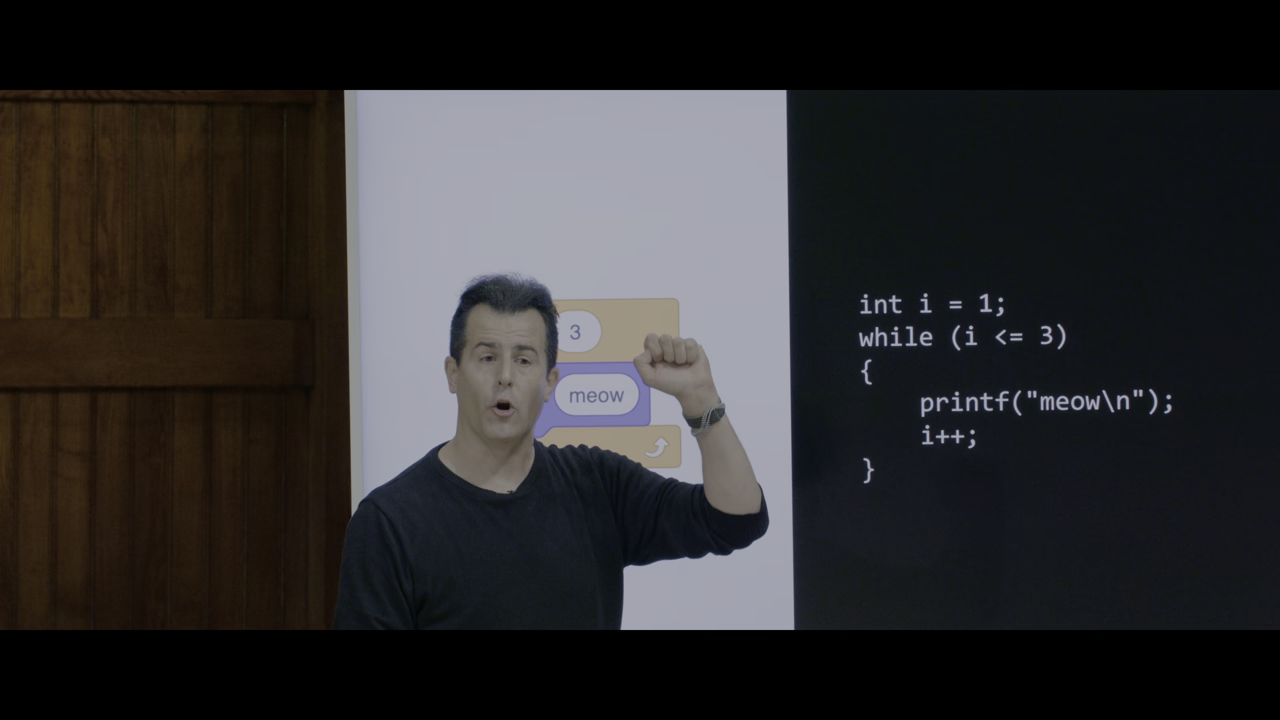 3
meow
int i = 1;
while (i <= 3)
{
    printf("meow\n");
    i++;
}